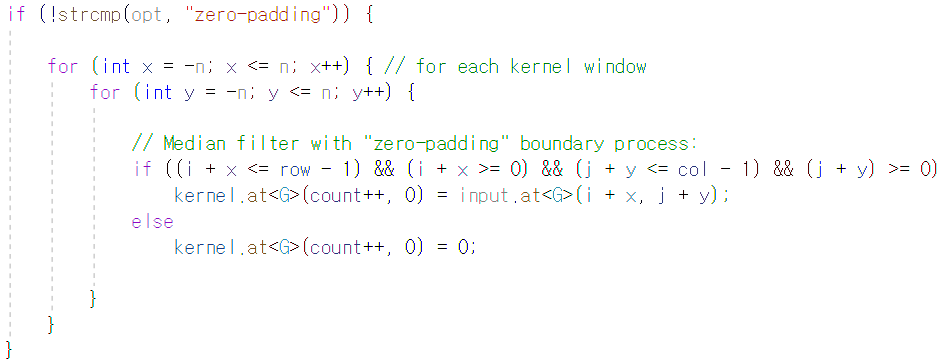 if (!strcmp(opt, "zero-padding")) {
for (int x = -n; x <= n; x++) { // for each kernel window
for (int y = -n; y <= n; y++) {
// Median filter with "zero-padding" boundary process:
if ((i + x <= row - 1) && (i + x >= 0) && (j + y <= col - 1) && (j + y) >= 0)
kernel.at<G>(count++, 0) = input.at<G>(i + x, j + y);
else
kernel.at<G>(count++, 0) = 0;
}
}
}